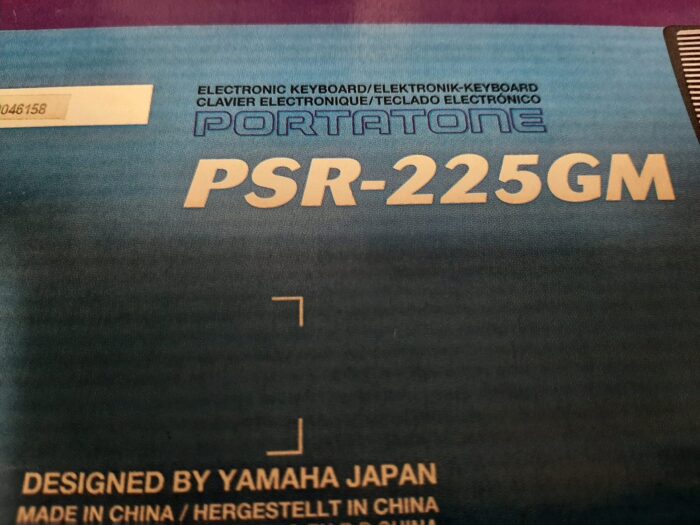 046158
ELECTRONIC KEYBOARD/ELEKTRONIK-KEYBOARD
CLAVIER ELECTRONIQUE/TECLADO ELECTRÓNICO
PORTATONE
PSR-225GM
DESIGNED BY YAMAHA JAPAN
MADE IN CHINA / HERGESTELLT IN CHINA